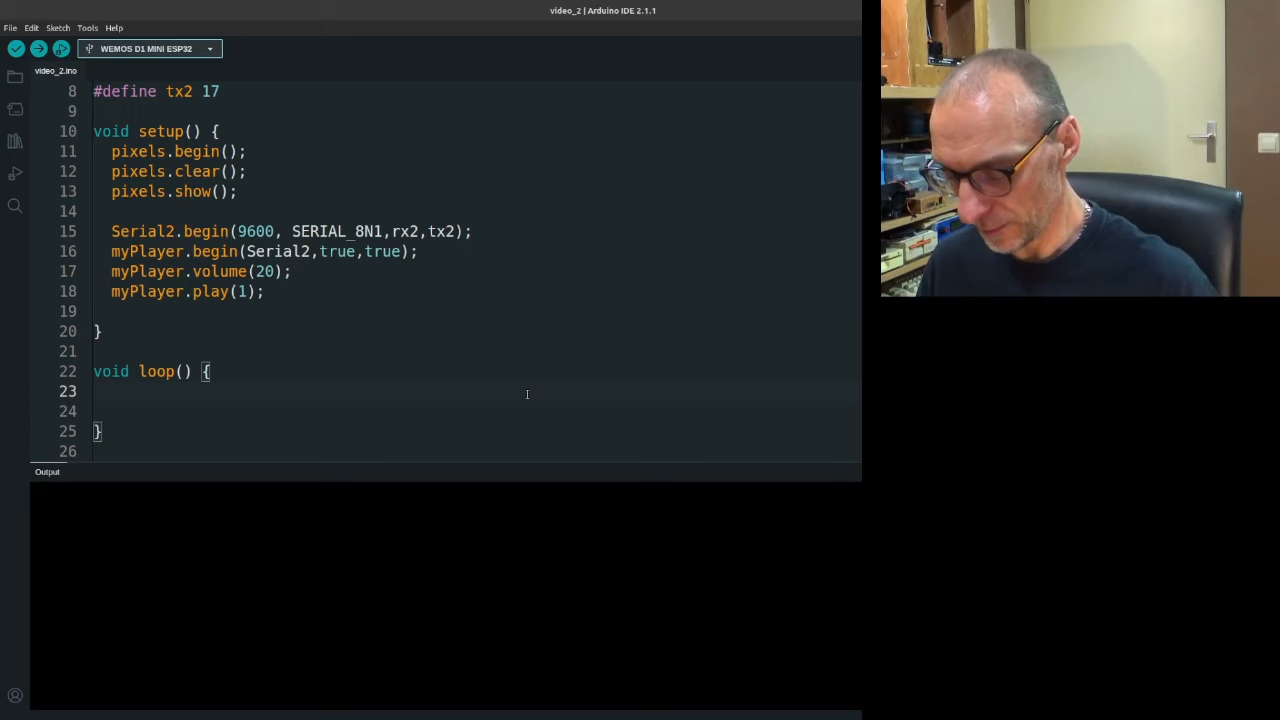 video_2 | Arduino IDE 2.1.1
File Edit Sketch Tools Help
WEMOS D1 MINI ESP32
video_2.ino
8 #define tx2 17
9
10 void setup() {
11 pixels.begin();
12 pixels.clear();
13 pixels.show();
14
15 Serial2.begin(9600, SERIAL_8N1,rx2,tx2);
16 myPlayer.begin(Serial2,true,true);
17 myPlayer.volume(20);
18 myPlayer.play(1);
19
20 }
21
22 void loop() {
23
24
25 }
26
Output